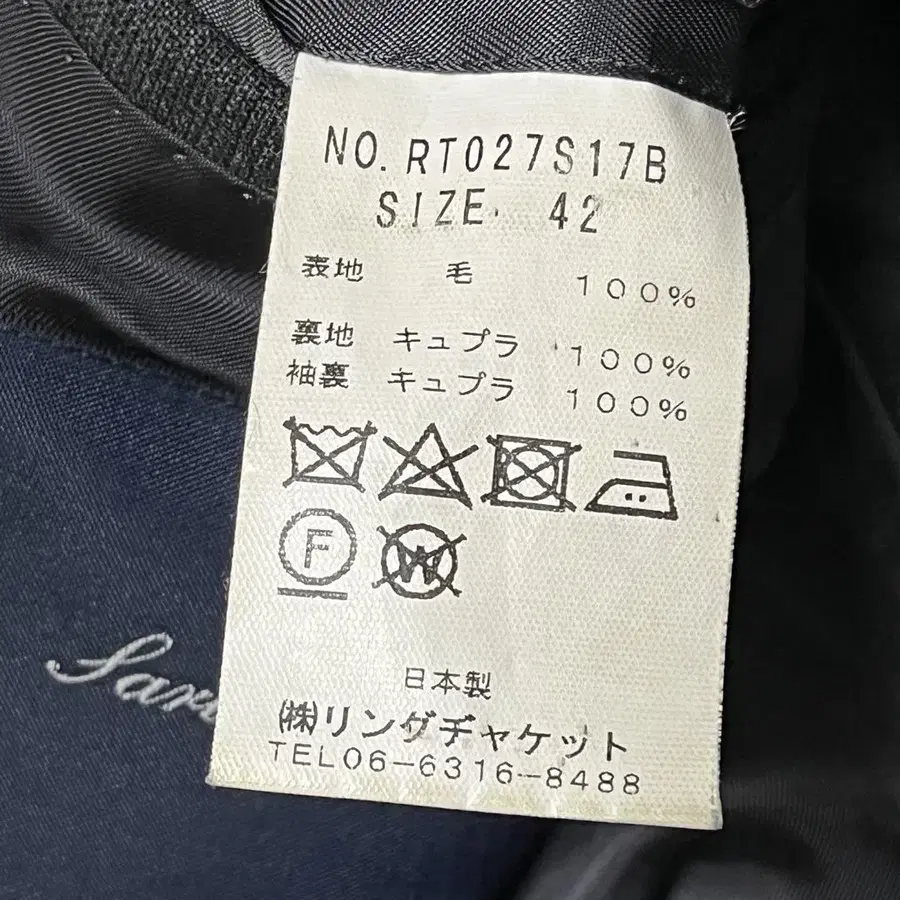 NO. RT027S17B
SIZE. 42
表地 毛 100%
裏地 キュプラ 100%
袖裏 キュプラ 100%
F
W
日本製
㈱リングヂャケット
TEL06-6316-8488